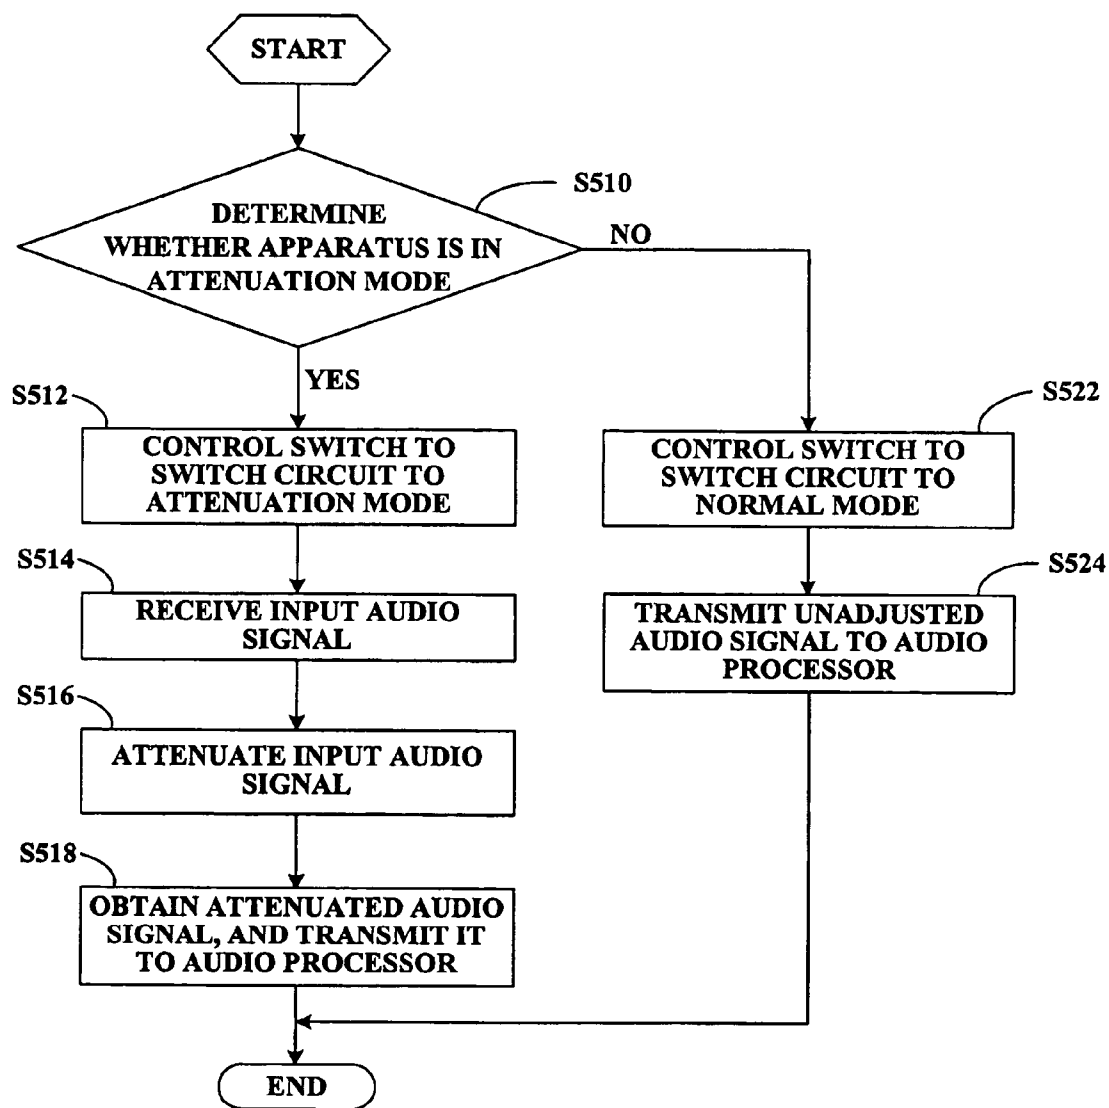 START
S510
DETERMINE
WHETHER APPARATUS IS IN
ATTENUATION MODE
NO
YES
S512
CONTROL SWITCH TO
SWITCH CIRCUIT TO
ATTENUATION MODE
S522
CONTROL SWITCH TO
SWITCH CIRCUIT TO
NORMAL MODE
S514
RECEIVE INPUT AUDIO
SIGNAL
S524
TRANSMIT UNADJUSTED
AUDIO SIGNAL TO AUDIO
PROCESSOR
S516
ATTENUATE INPUT AUDIO
SIGNAL
S518
OBTAIN ATTENUATED AUDIO
SIGNAL, AND TRANSMIT IT
TO AUDIO PROCESSOR
END